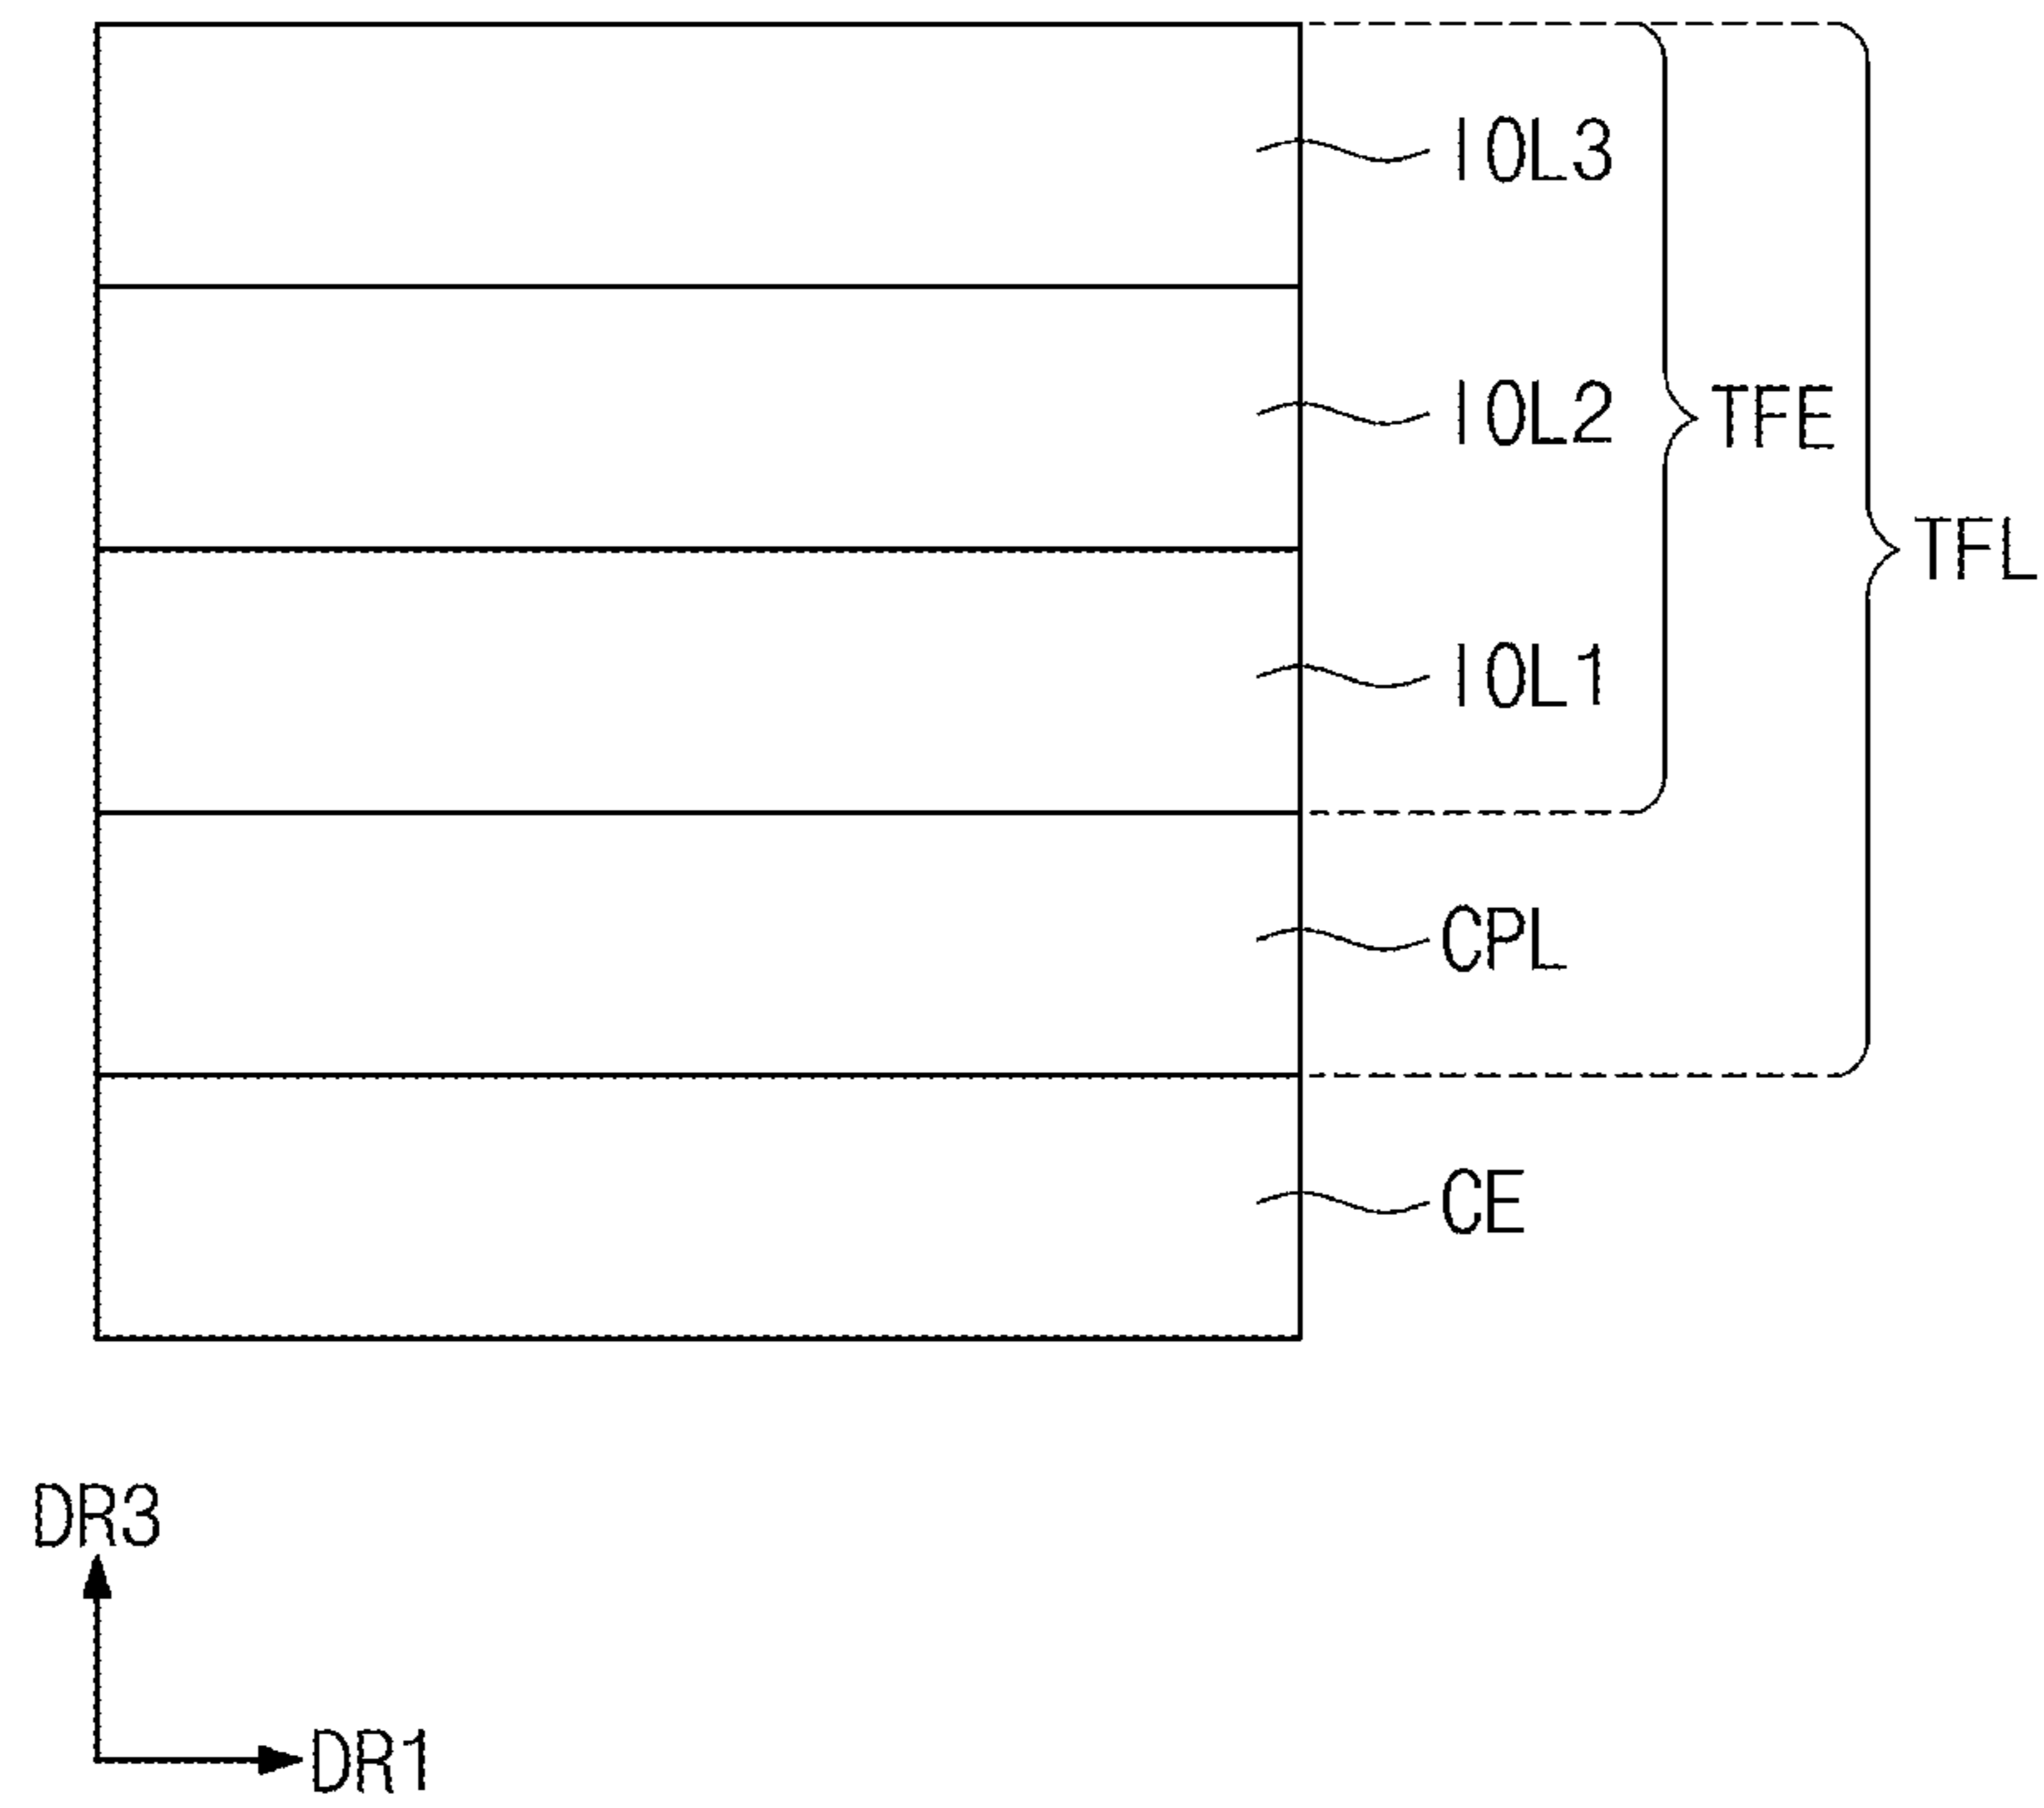 IOL3
IOL2
TFE
TFL
IOL1
CPL
CE
DR3
DR1